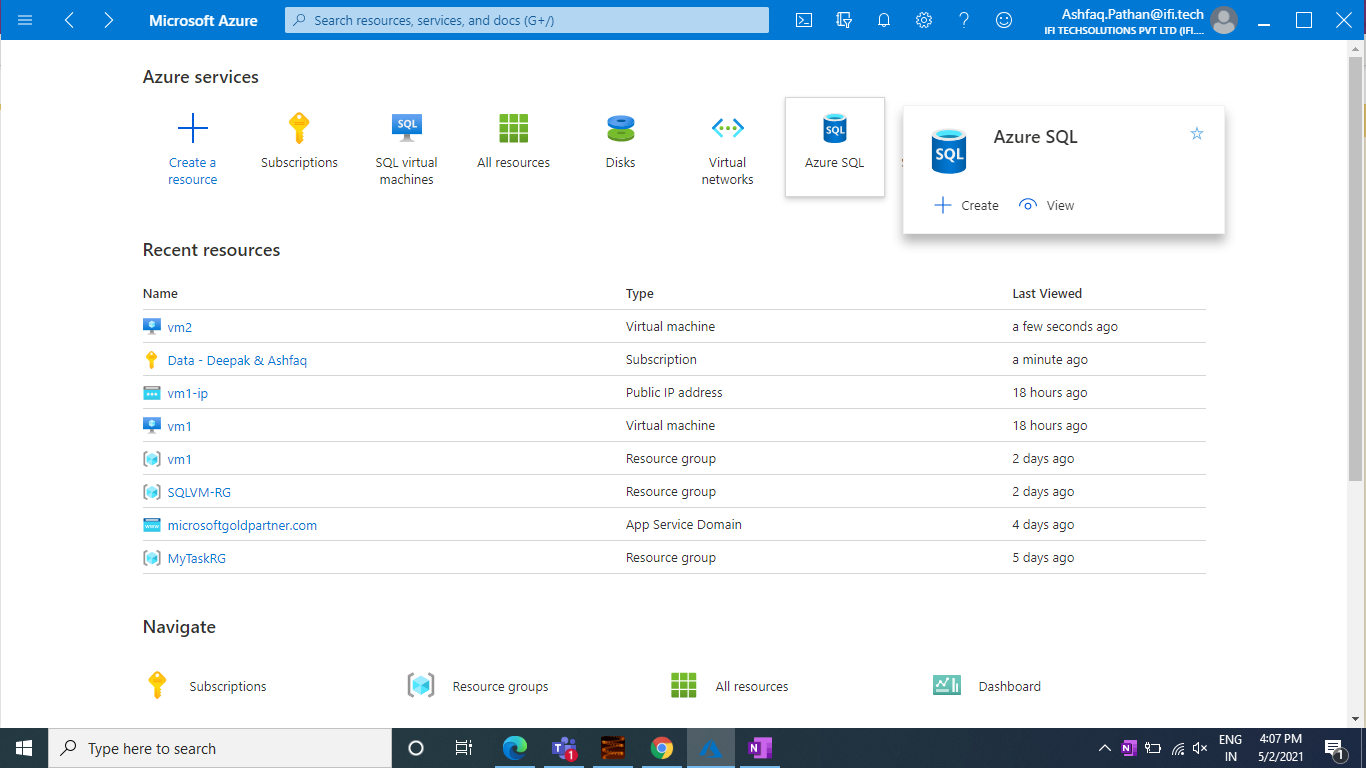 Microsoft Azure
Search resources, services, and docs (G+/)
Ashfaq.Pathan@ifi.tech
IFI TECHSOLUTIONS PVT LTD (IFI....
Azure services
Create a resource
Subscriptions
SQL virtual machines
All resources
Disks
Virtual networks
SQL
Azure SQL
SQL
Azure SQL
Create
View
Recent resources
Name Type Last Viewed
vm2 Virtual machine a few seconds ago
Data - Deepak & Ashfaq Subscription a minute ago
vm1-ip Public IP address 18 hours ago
vm1 Virtual machine 18 hours ago
vm1 Resource group 2 days ago
SQLVM-RG Resource group 2 days ago
microsoftgoldpartner.com App Service Domain 4 days ago
MyTaskRG Resource group 5 days ago
Navigate
Subscriptions Resource groups All resources Dashboard
Type here to search
1
ENG
IN
4:07 PM
5/2/2021
1